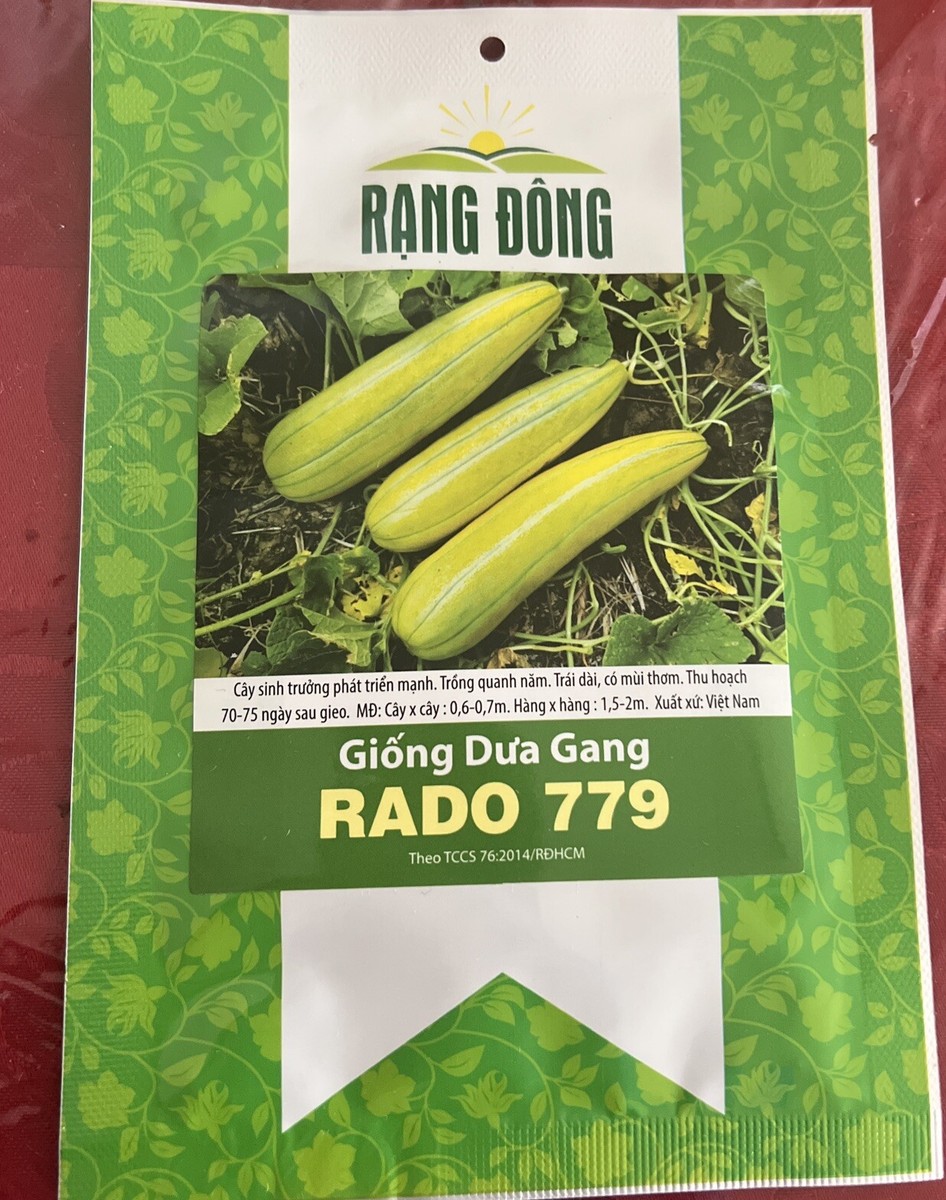 RẠNG ĐÔNG
Cây sinh trưởng phát triển mạnh. Trồng quanh năm. Trái dài, có mùi thơm. Thu hoạch
70-75 ngày sau gieo. MĐ: Cây x cây : 0,6-0,7m. Hàng x hàng : 1,5-2m. Xuất xứ: Việt Nam
Giống Dưa Gang
RADO 779
Theo TCCS 76:2014/RĐHCM